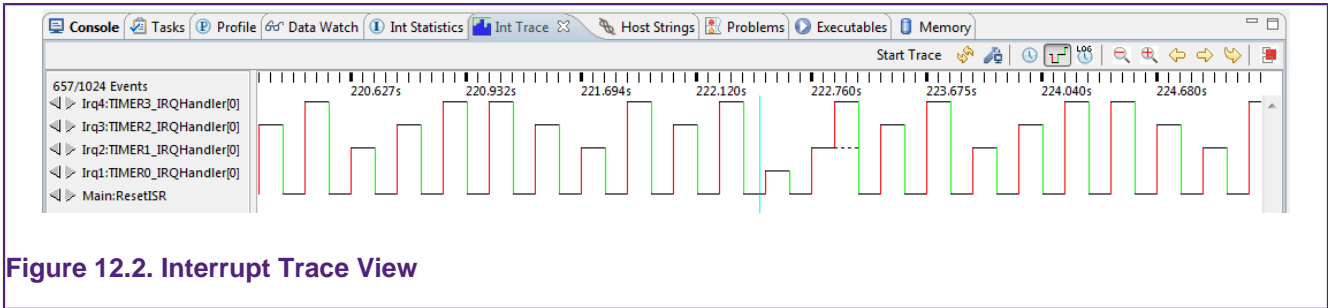 Console Tasks Profile Data Watch Int Statistics Int Trace Host Strings Problems Executables Memory
Start Trace LOG
657/1024 Events
220.627s 220.932s 221.694s 222.120s 222.760s 223.675s 224.040s 224.680s
Irq4:TIMER3_IRQHandler[0]
Irq3:TIMER2_IRQHandler[0]
Irq2:TIMER1_IRQHandler[0]
Irq1:TIMER0_IRQHandler[0]
Main:ResetISR
Figure 12.2. Interrupt Trace View